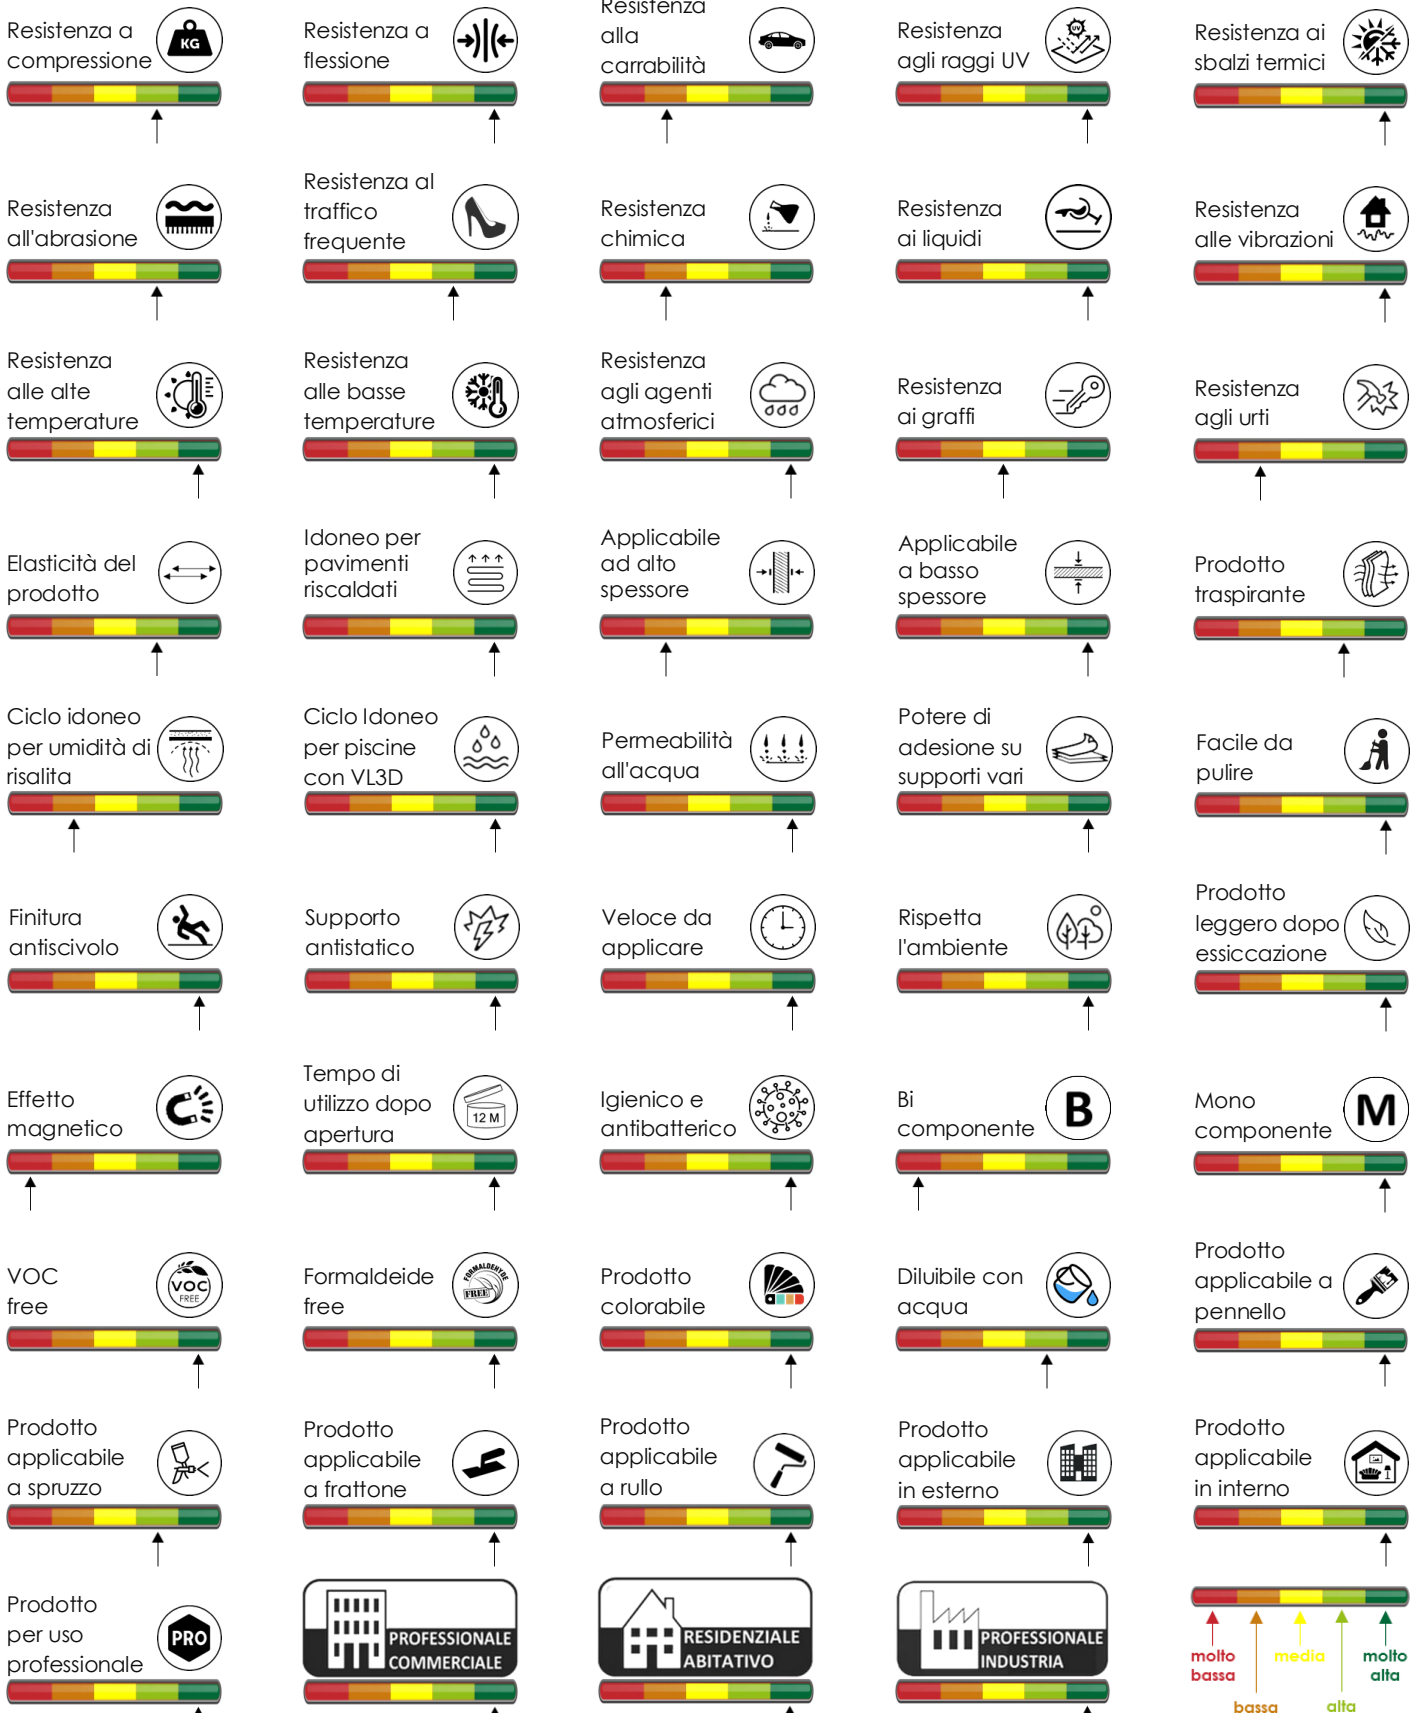 Resistenza a
compressione
KG
Resistenza a
flessione
Resistenza
alla
carrabilità
Resistenza
agli raggi UV
UV
Resistenza ai
sbalzi termici
Resistenza
all'abrasione
Resistenza al
traffico
frequente
Resistenza
chimica
Resistenza
ai liquidi
Resistenza
alle vibrazioni
Resistenza
alle alte
temperature
Resistenza
alle basse
temperature
Resistenza
agli agenti
atmosferici
Resistenza
ai graffi
Resistenza
agli urti
Elasticità del
prodotto
Idoneo per
pavimenti
riscaldati
Applicabile
ad alto
spessore
Applicabile
a basso
spessore
Prodotto
traspirante
Ciclo idoneo
per umidità di
risalita
Ciclo Idoneo
per piscine
con VL3D
Permeabilità
all'acqua
Potere di
adesione su
supporti vari
Facile da
pulire
Finitura
antiscivolo
Supporto
antistatico
Veloce da
applicare
Rispetta
l'ambiente
Prodotto
leggero dopo
essiccazione
Effetto
magnetico
Tempo di
utilizzo dopo
apertura
12 M
Igienico e
antibatterico
Bi
componente
B
Mono
componente
M
VOC
free
VOC
FREE
Formaldeide
free
FORMALDEHYDE
FREE
Prodotto
colorabile
Diluibile con
acqua
Prodotto
applicabile a
pennello
Prodotto
applicabile
a spruzzo
Prodotto
applicabile
a frattone
Prodotto
applicabile
a rullo
Prodotto
applicabile
in esterno
Prodotto
applicabile
in interno
Prodotto
per uso
professionale
PRO
PROFESSIONALE
COMMERCIALE
RESIDENZIALE
ABITATIVO
PROFESSIONALE
INDUSTRIA
molto
bassa
bassa
media
alta
molto
alta